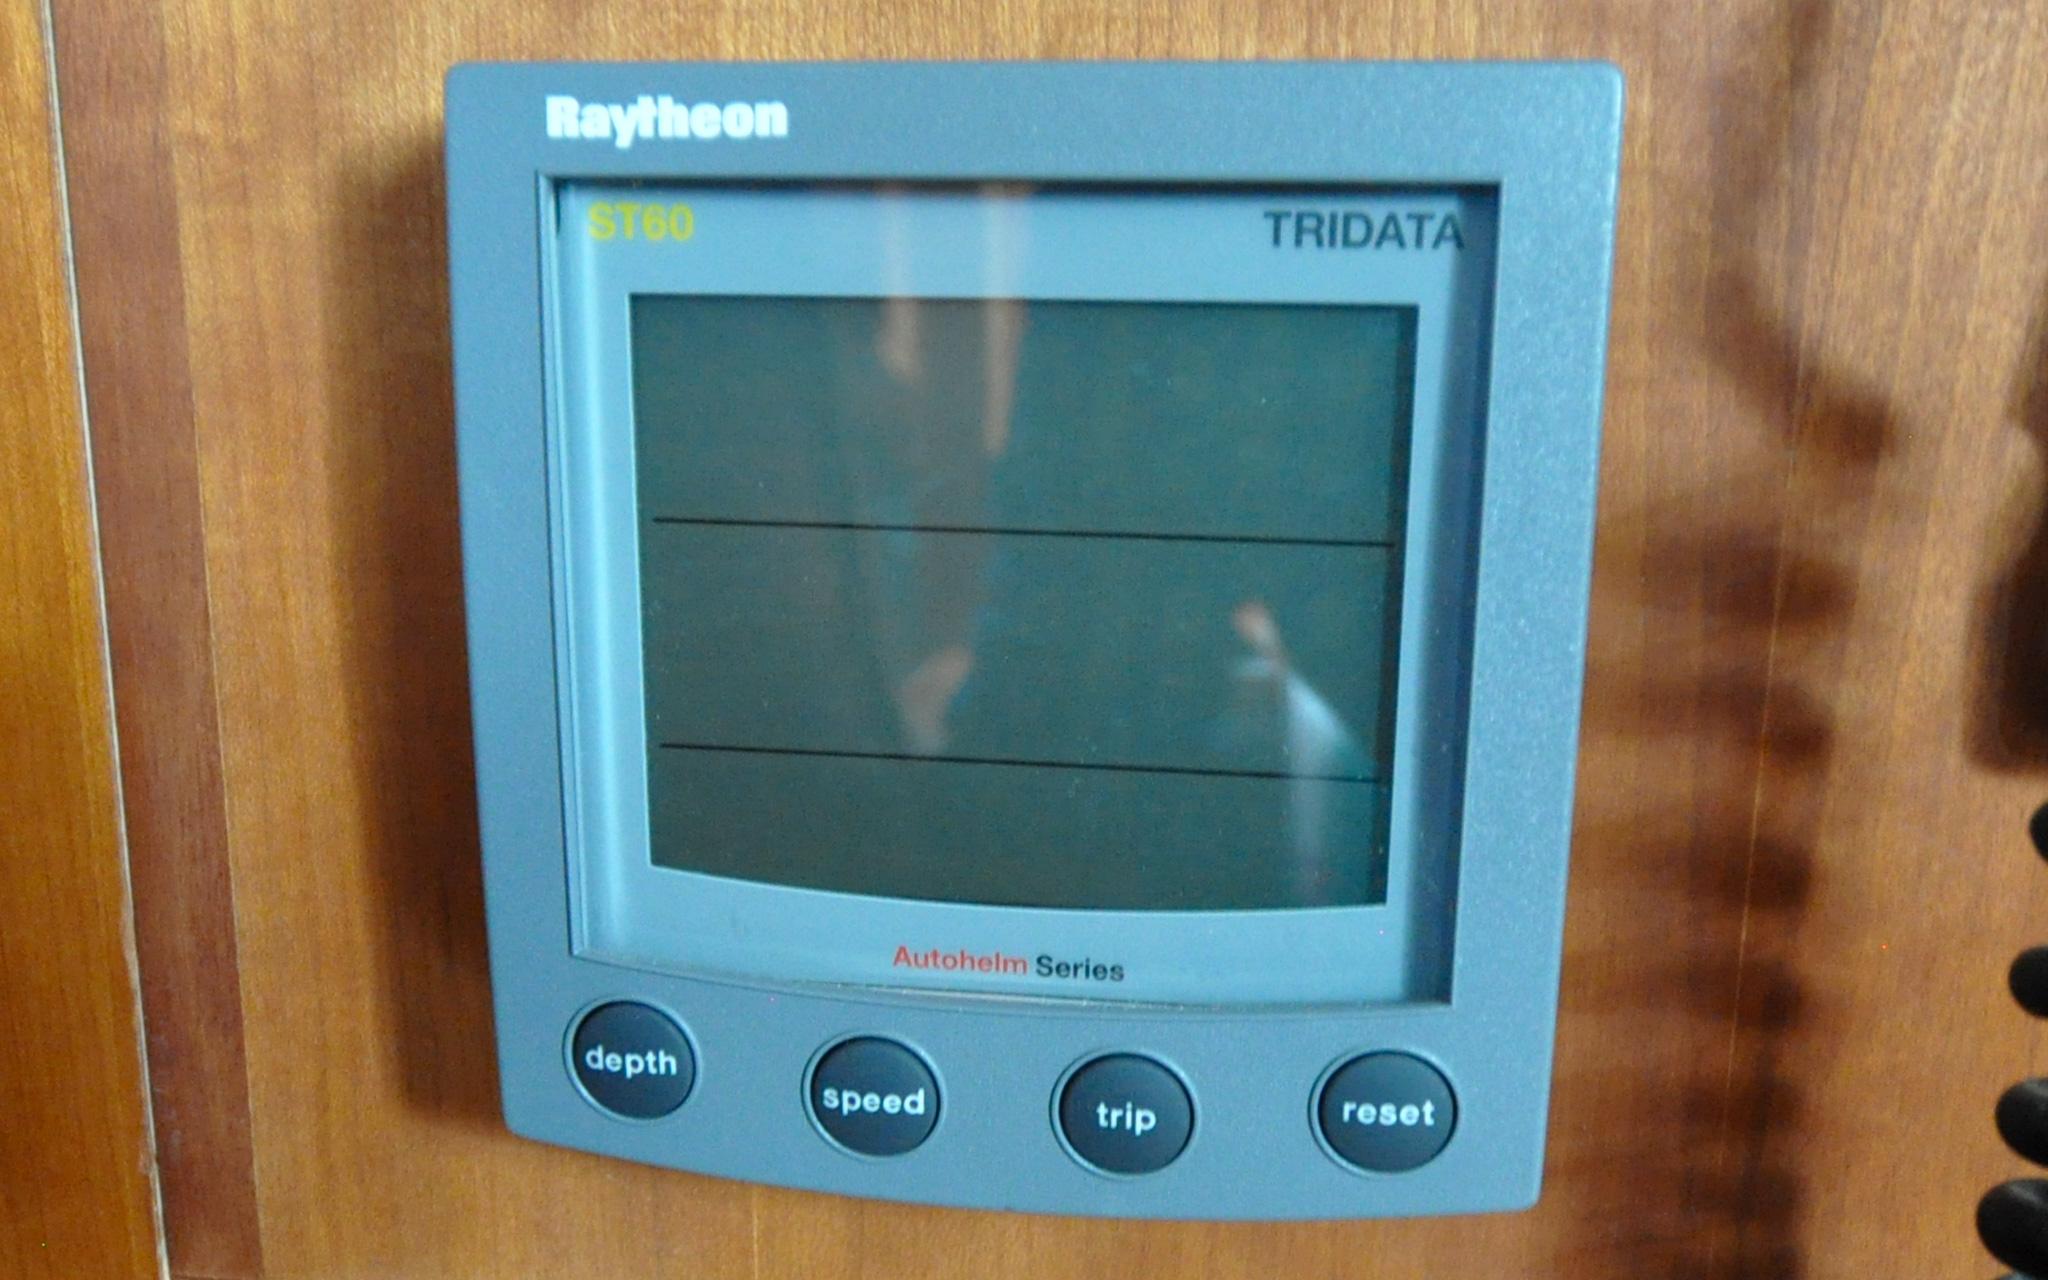 Raytheon
ST60
TRIDATA
Autohelm Series
depth
speed
trip
reset